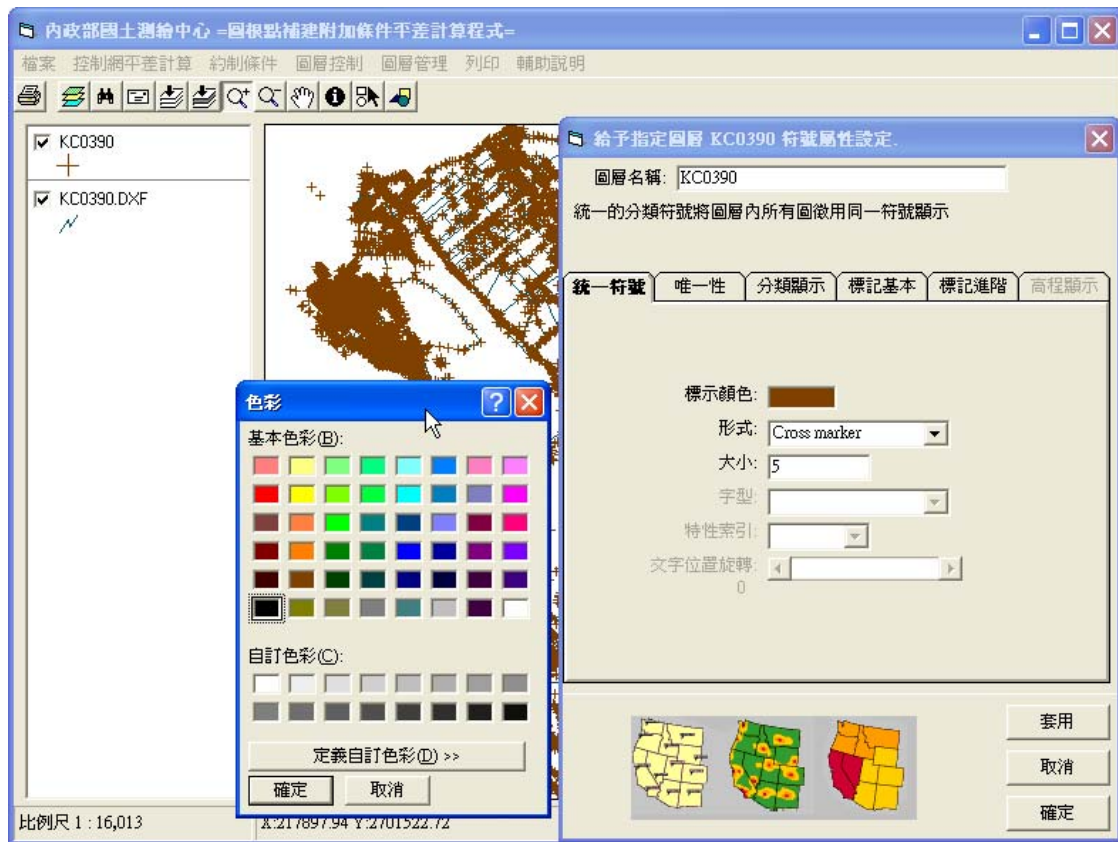 內政部國土測繪中心 =圖根點補建附加條件平差計算程式=
檔案 控制網平差計算 約制條件 圖層控制 圖層管理 列印 輔助說明
KC0390
KC0390.DXF
給予指定圖層 KC0390 符號屬性設定.
圖層名稱: KC0390
統一的分類符號將圖層內所有圖徵用同一符號顯示
統一符號 唯一性 分類顯示 標記基本 標記進階 高程顯示
標示顏色:
形式: Cross marker
大小: 5
字型:
特性索引:
文字位置旋轉:
0
色彩
基本色彩(B):
自訂色彩(C):
定義自訂色彩(D) >>
確定 取消
套用
取消
確定
比例尺 1 : 16,013
X:217897.94 Y:2701522.72